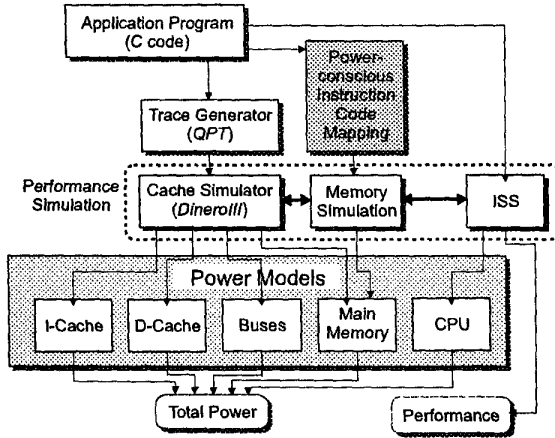 Application Program
(C code)
Power-
conscious
Instruction
Code
Mapping
Trace Generator
(QPT)
Performance
Simulation
Cache Simulator
(DineroIII)
Memory
Simulation
ISS
Power Models
I-Cache
D-Cache
Buses
Main
Memory
CPU
Total Power
Performance